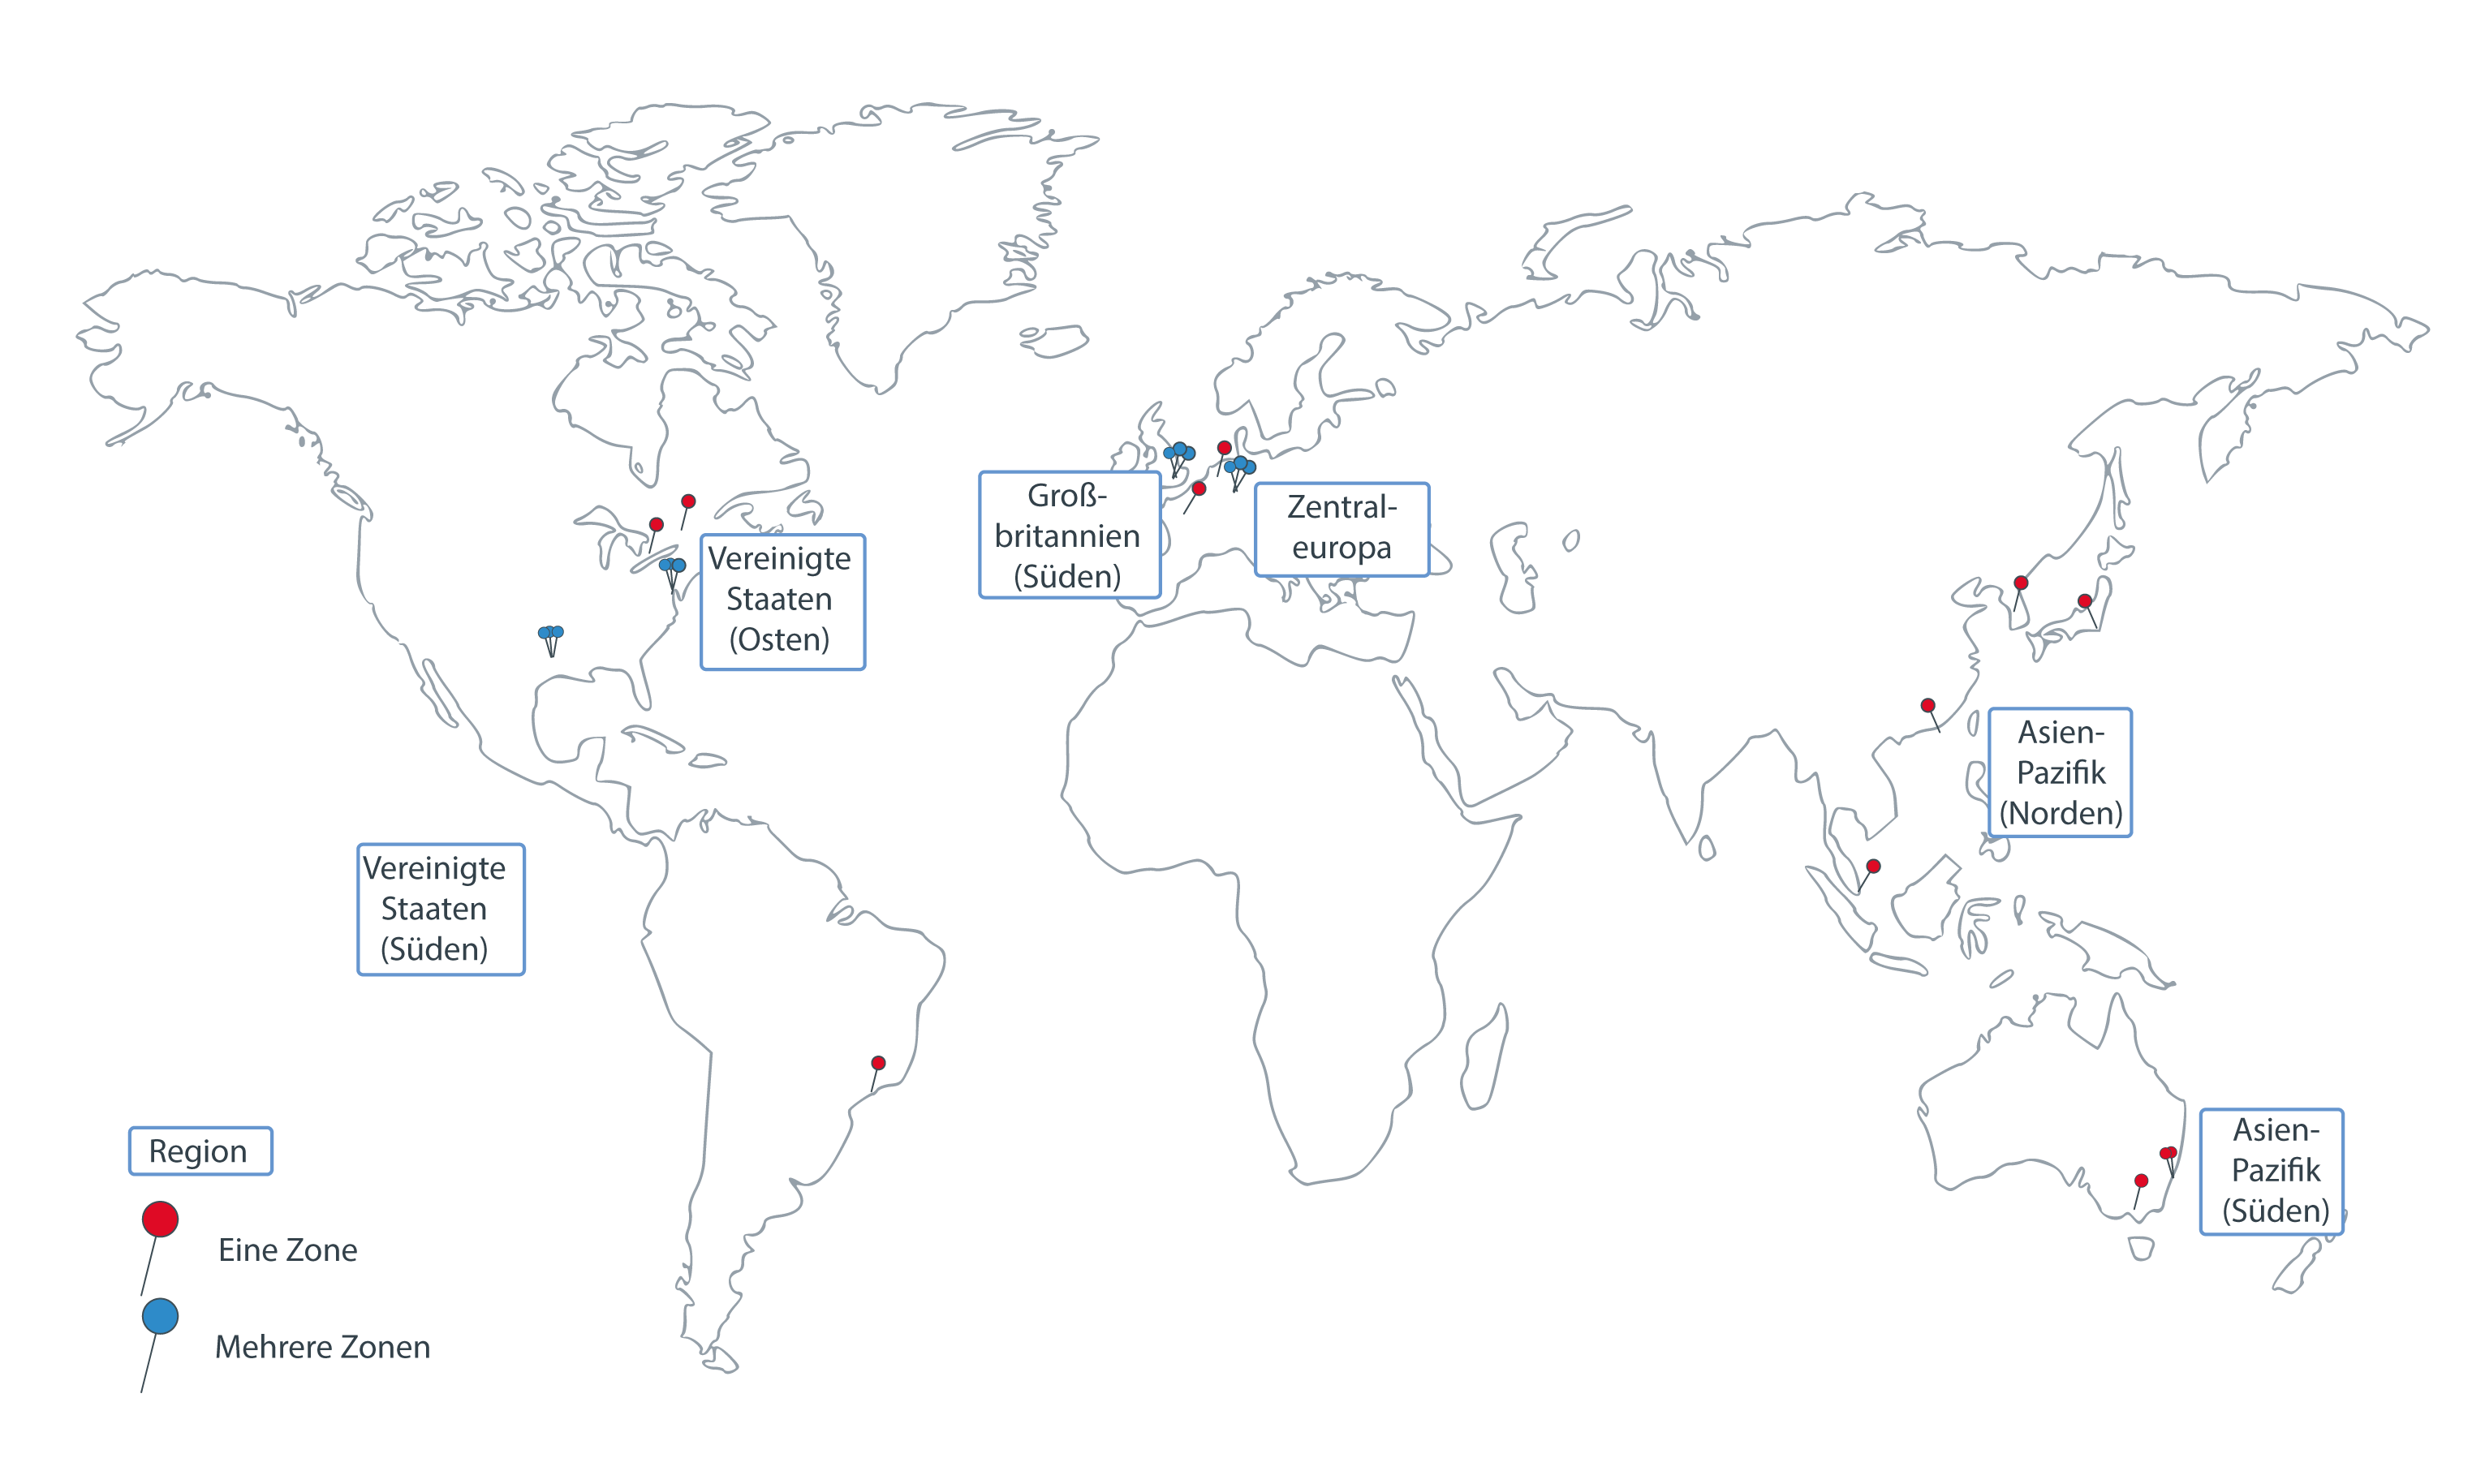 Groß-
britannien
(Süden)
Zentral-
europa
Vereinigte
Staaten
(Osten)
Asien-
Pazifik
(Norden)
Vereinigte
Staaten
(Süden)
Asien-
Pazifik
(Süden)
Region
Eine Zone
Mehrere Zonen